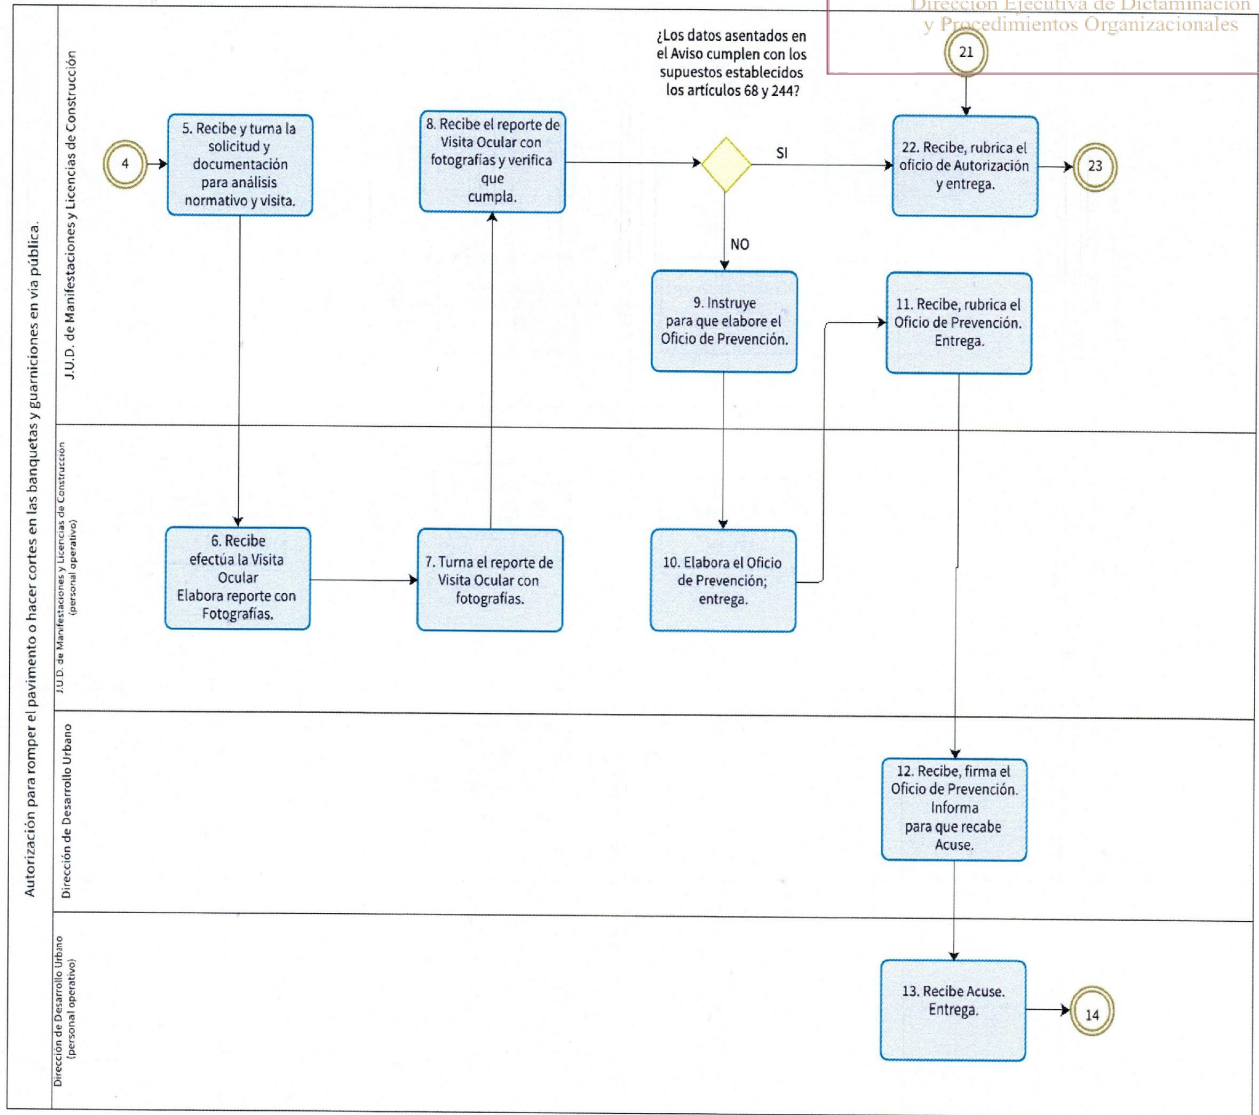 Dirección Ejecutiva de Dictaminación
y Procedimientos Organizacionales
Autorización para romper el pavimento o hacer cortes en las banquetas y guarniciones en vía pública.
J.U.D. de Manifestaciones y Licencias de Construcción
4
5. Recibe y turna la
solicitud y
documentación
para análisis
normativo y visita.
8. Recibe el reporte de
Visita Ocular con
fotografías y verifica
que
cumpla.
¿Los datos asentados en
el Aviso cumplen con los
supuestos establecidos
los artículos 68 y 244?
SI
NO
21
22. Recibe, rubrica el
oficio de Autorización
y entrega.
23
9. Instruye
para que elabore el
Oficio de Prevención.
11. Recibe, rubrica el
Oficio de Prevención.
Entrega.
J.U.D. de Manifestaciones y Licencias de Construcción
(personal operativo)
6. Recibe
efectúa la Visita
Ocular
Elabora reporte con
Fotografías.
7. Turna el reporte de
Visita Ocular con
fotografías.
10. Elabora el Oficio
de Prevención;
entrega.
Dirección de Desarrollo Urbano
12. Recibe, firma el
Oficio de Prevención.
Informa
para que recabe
Acuse.
Dirección de Desarrollo Urbano
(personal operativo)
13. Recibe Acuse.
Entrega.
14